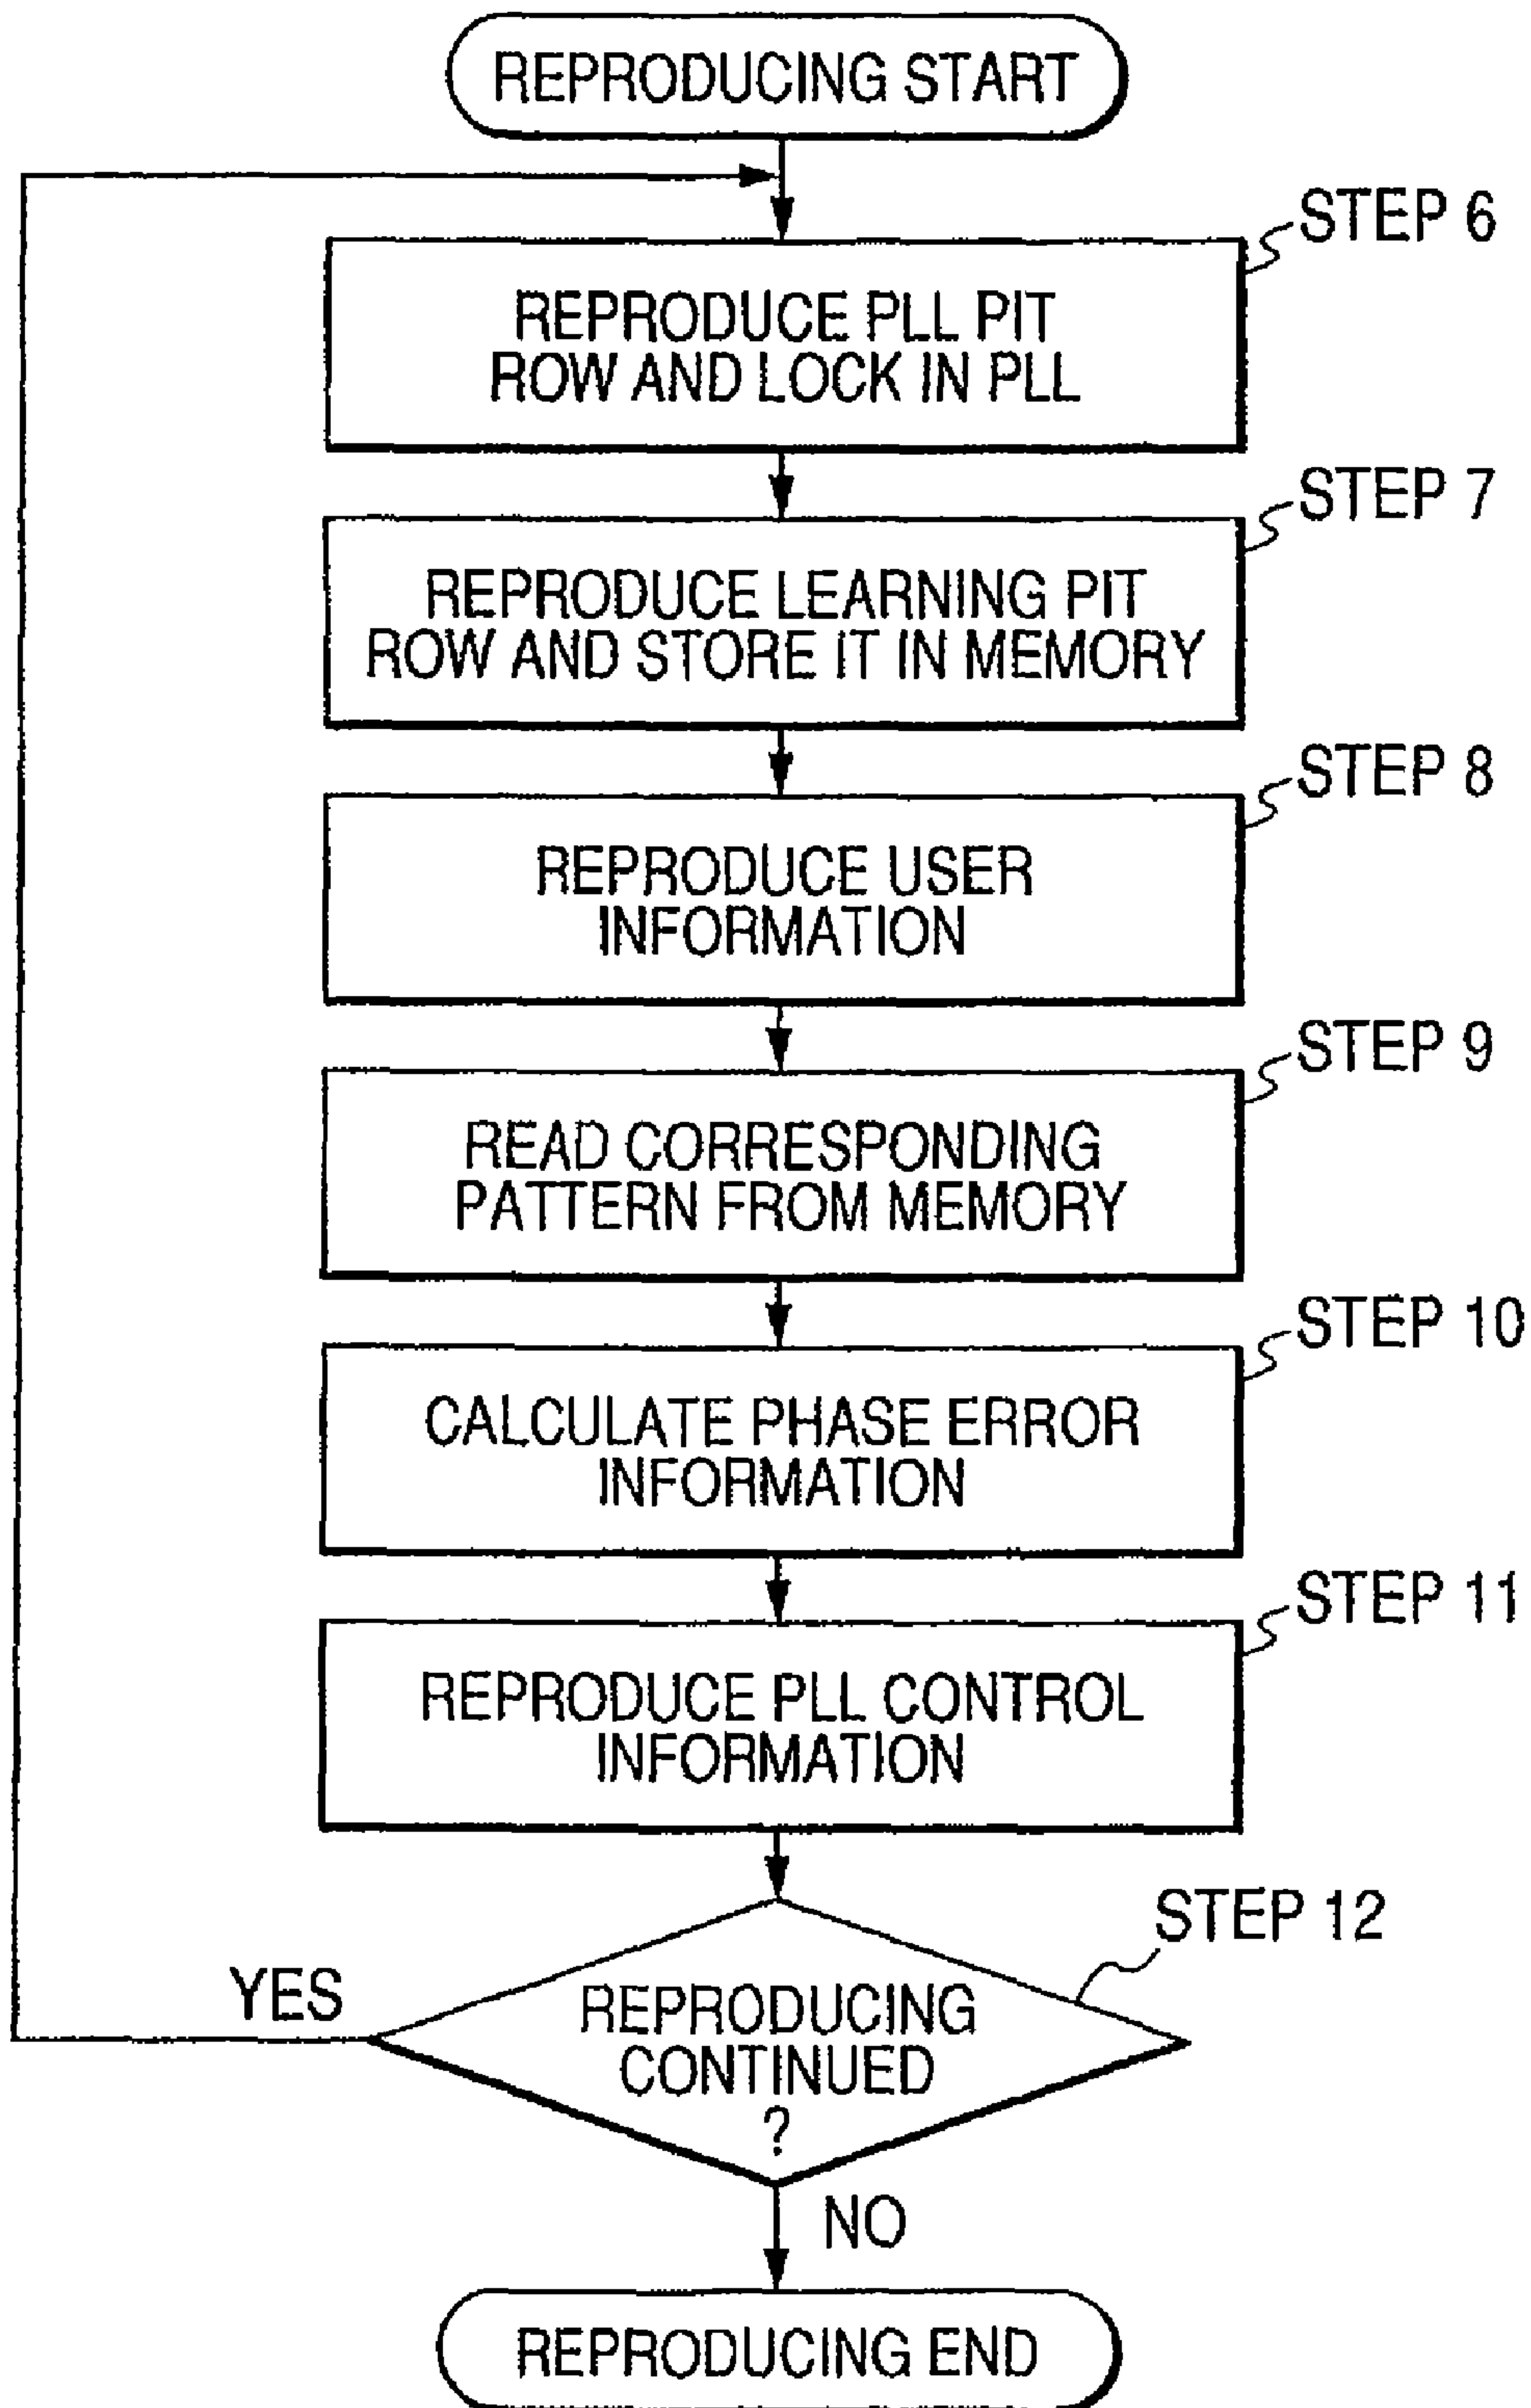 REPRODUCING START
STEP 6
REPRODUCE PLL PIT
ROW AND LOCK IN PLL
STEP 7
REPRODUCE LEARNING PIT
ROW AND STORE IT IN MEMORY
STEP 8
REPRODUCE USER
INFORMATION
STEP 9
READ CORRESPONDING
PATTERN FROM MEMORY
STEP 10
CALCULATE PHASE ERROR
INFORMATION
STEP 11
REPRODUCE PLL CONTROL
INFORMATION
STEP 12
YES
REPRODUCING
CONTINUED
?
NO
REPRODUCING END